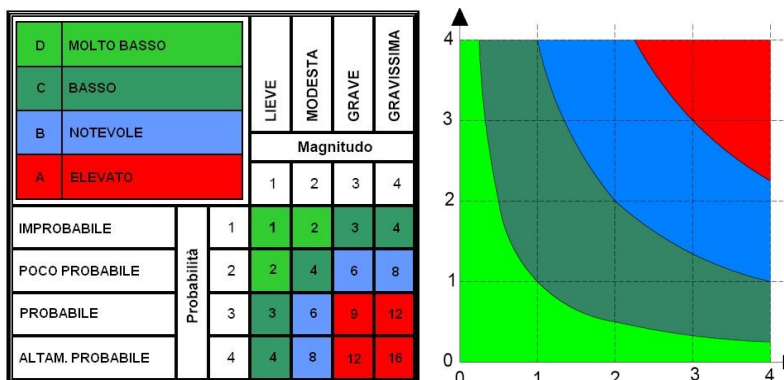 D MOLTO BASSO
C BASSO
B NOTEVOLE
A ELEVATO
LIEVE
MODESTA
GRAVE
GRAVISSIMA
Magnitudo
1 2 3 4
Probabilità
IMPROBABILE 1 1 2 3 4
POCO PROBABILE 2 2 4 6 8
PROBABILE 3 3 6 9 12
ALTAM. PROBABILE 4 4 8 12 16
4
3
2
1
0
0 1 2 3 4